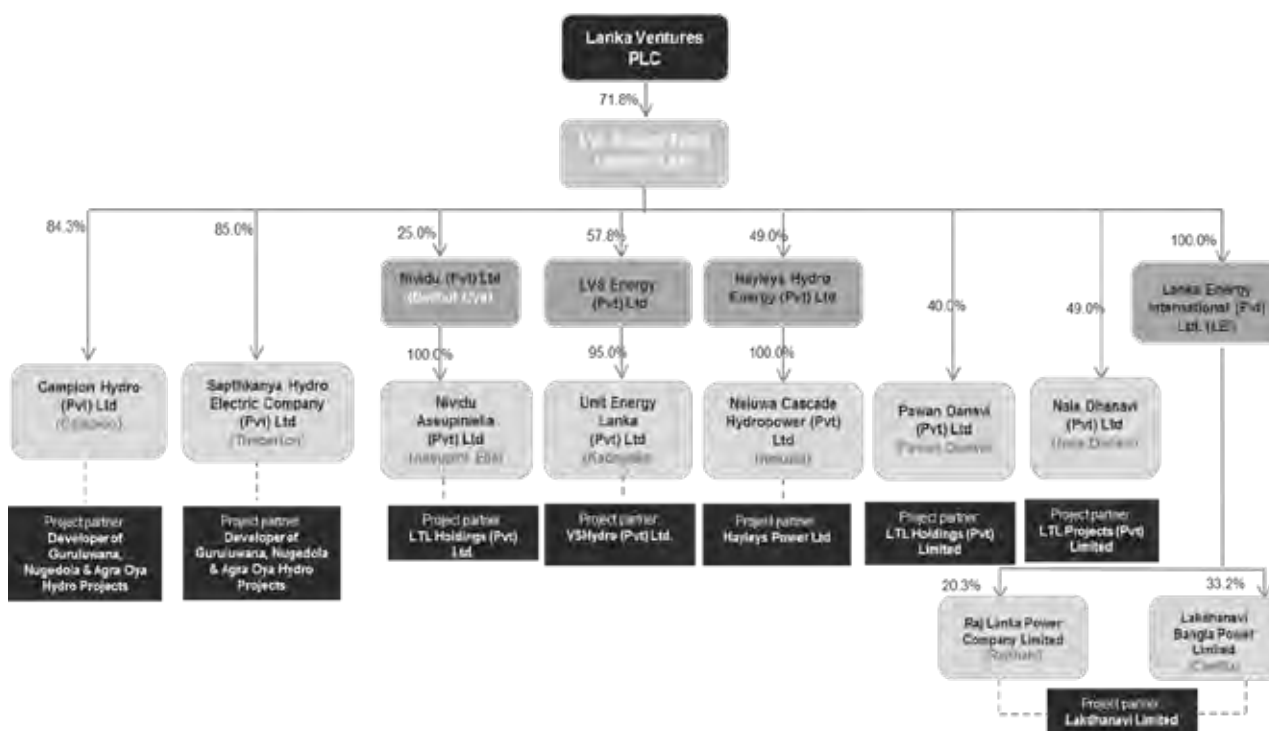 Lanka Ventures
PLC
71.8%
84.3%
85.0%
25.0%
57.8%
49.0%
100.0%
Nividu (Pvt) Ltd
LVS Energy
(Pvt) Ltd
Hayleys Hydro
Energy (Pvt) Ltd
Lanka Energy
International (Pvt)
Ltd. (LEI)
40.0%
49.0%
100.0%
95.0%
100.0%
Campion Hydro
(Pvt) Ltd
Sapthkanya Hydro
Electric Company
(Pvt) Ltd
Nividu
Assupiniella
(Pvt) Ltd
Unit Energy
Lanka
(Pvt) Ltd
Neluwa Cascade
Hydropower (Pvt)
Ltd
Pawan Danavi
(Pvt) Ltd
Nala Dhanavi
(Pvt) Ltd
Project partner
Developer of
Guruluwana,
Nugedola & Agra Oya
Hydro Projects
Project partner
Developer of
Guruluwana, Nugedola
& Agra Oya Hydro
Projects
Project partner
LTL Holdings (Pvt)
Ltd.
Project partner
VSHydro (Pvt) Ltd.
Project partner
Hayleys Power Ltd
Project partner
LTL Holdings (Pvt)
Limited
Project partner
LTL Projects (Pvt)
Limited
20.3%
33.2%
Raj Lanka Power
Company Limited
Lakdhanavi
Bangla Power
Limited
Project partner
Lakdhanavi Limited